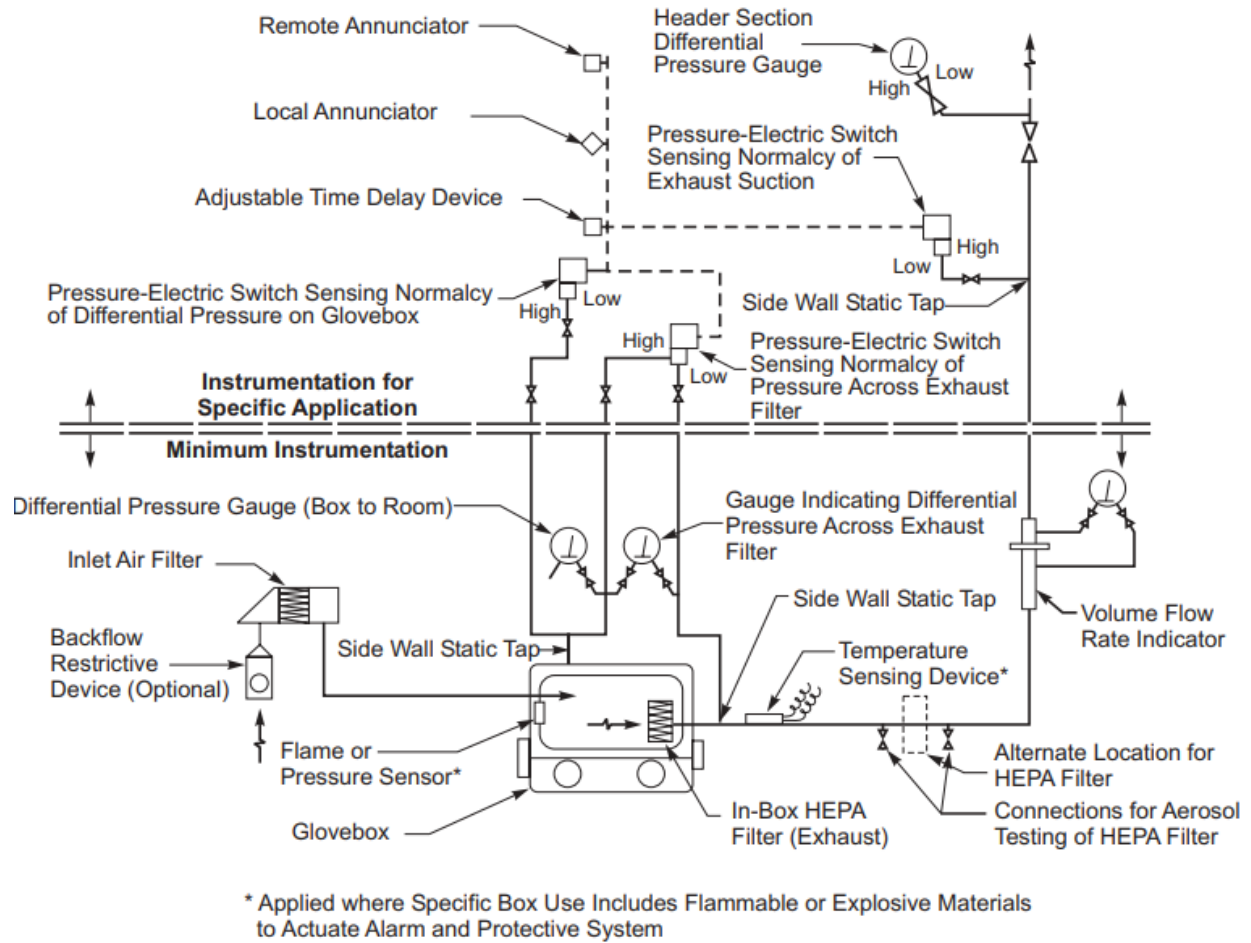 Remote Annunciator
Header Section
Differential
Pressure Gauge
Low
High
Local Annunciator
Pressure-Electric Switch
Sensing Normalcy of
Exhaust Suction
Adjustable Time Delay Device
High
Low
Pressure-Electric Switch Sensing Normalcy
of Differential Pressure on Glovebox
High
Low
Side Wall Static Tap
High
Low
Pressure-Electric Switch
Sensing Normalcy of
Pressure Across Exhaust
Filter
Instrumentation for
Specific Application
Minimum Instrumentation
Differential Pressure Gauge (Box to Room)
Gauge Indicating Differential
Pressure Across Exhaust
Filter
Inlet Air Filter
Backflow
Restrictive
Device (Optional)
Side Wall Static Tap
Side Wall Static Tap
Volume Flow
Rate Indicator
Temperature
Sensing Device*
Flame or
Pressure Sensor*
Alternate Location for
HEPA Filter
Glovebox
In-Box HEPA
Filter (Exhaust)
Connections for Aerosol
Testing of HEPA Filter
* Applied where Specific Box Use Includes Flammable or Explosive Materials
to Actuate Alarm and Protective System